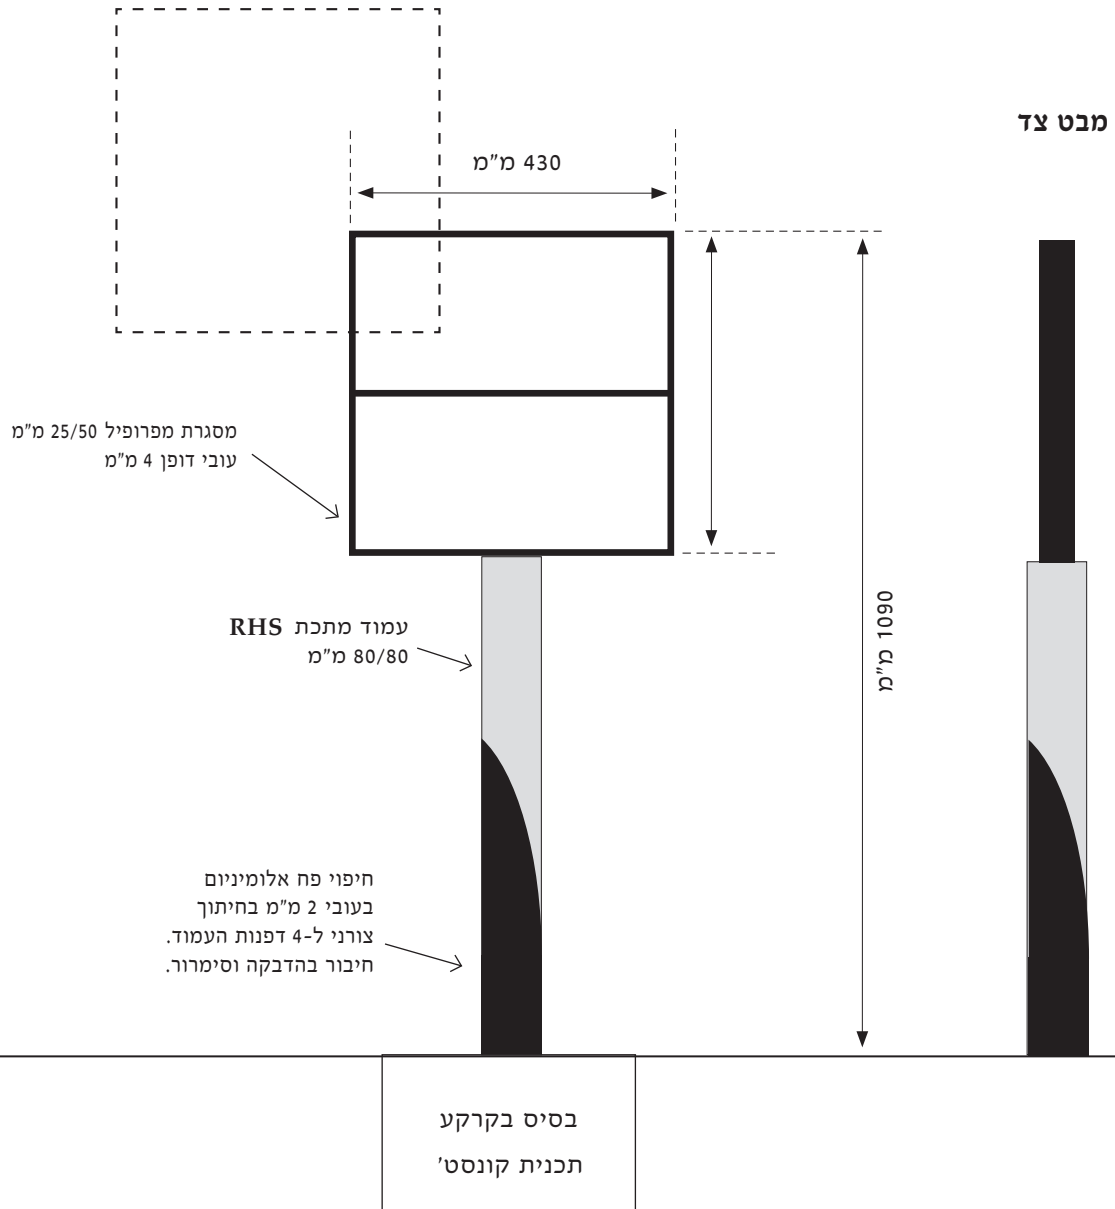 מבט צד
430 מ"מ
מסגרת מפרופיל 25/50 מ"מ
עובי דופן 4 מ"מ
1090 מ"מ
עמוד מתכת RHS
80/80 מ"מ
חיפוי פח אלומיניום
בעובי 2 מ"מ בחיתוך
צורני ל-4 דפנות העמוד.
חיבור בהדבקה וסימרור.
בסיס בקרקע
תכנית קונסט'